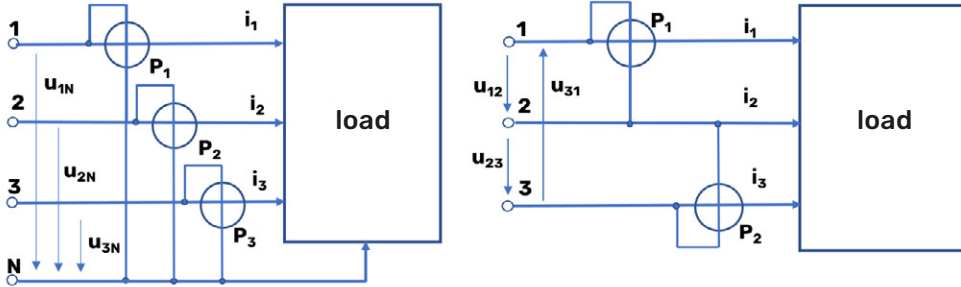 1
i₁
P₁
u₁N
2
i₂
P₂
u₂N
3
i₃
P₃
u₃N
N
load
1
P₁
i₁
u₁₂
u₃₁
2
i₂
u₂₃
3
i₃
P₂
load